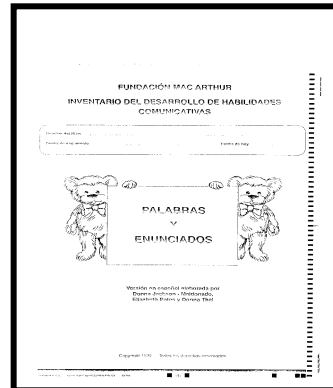 FUNDACIÓN MAC ARTHUR
INVENTARIO DEL DESARROLLO DE HABILIDADES
COMUNICATIVAS
PALABRAS
Y
ENUNCIADOS
Versión en español elaborada por
Donna Jackson - Maldonado,
Elizabeth Bates y Donna Thal